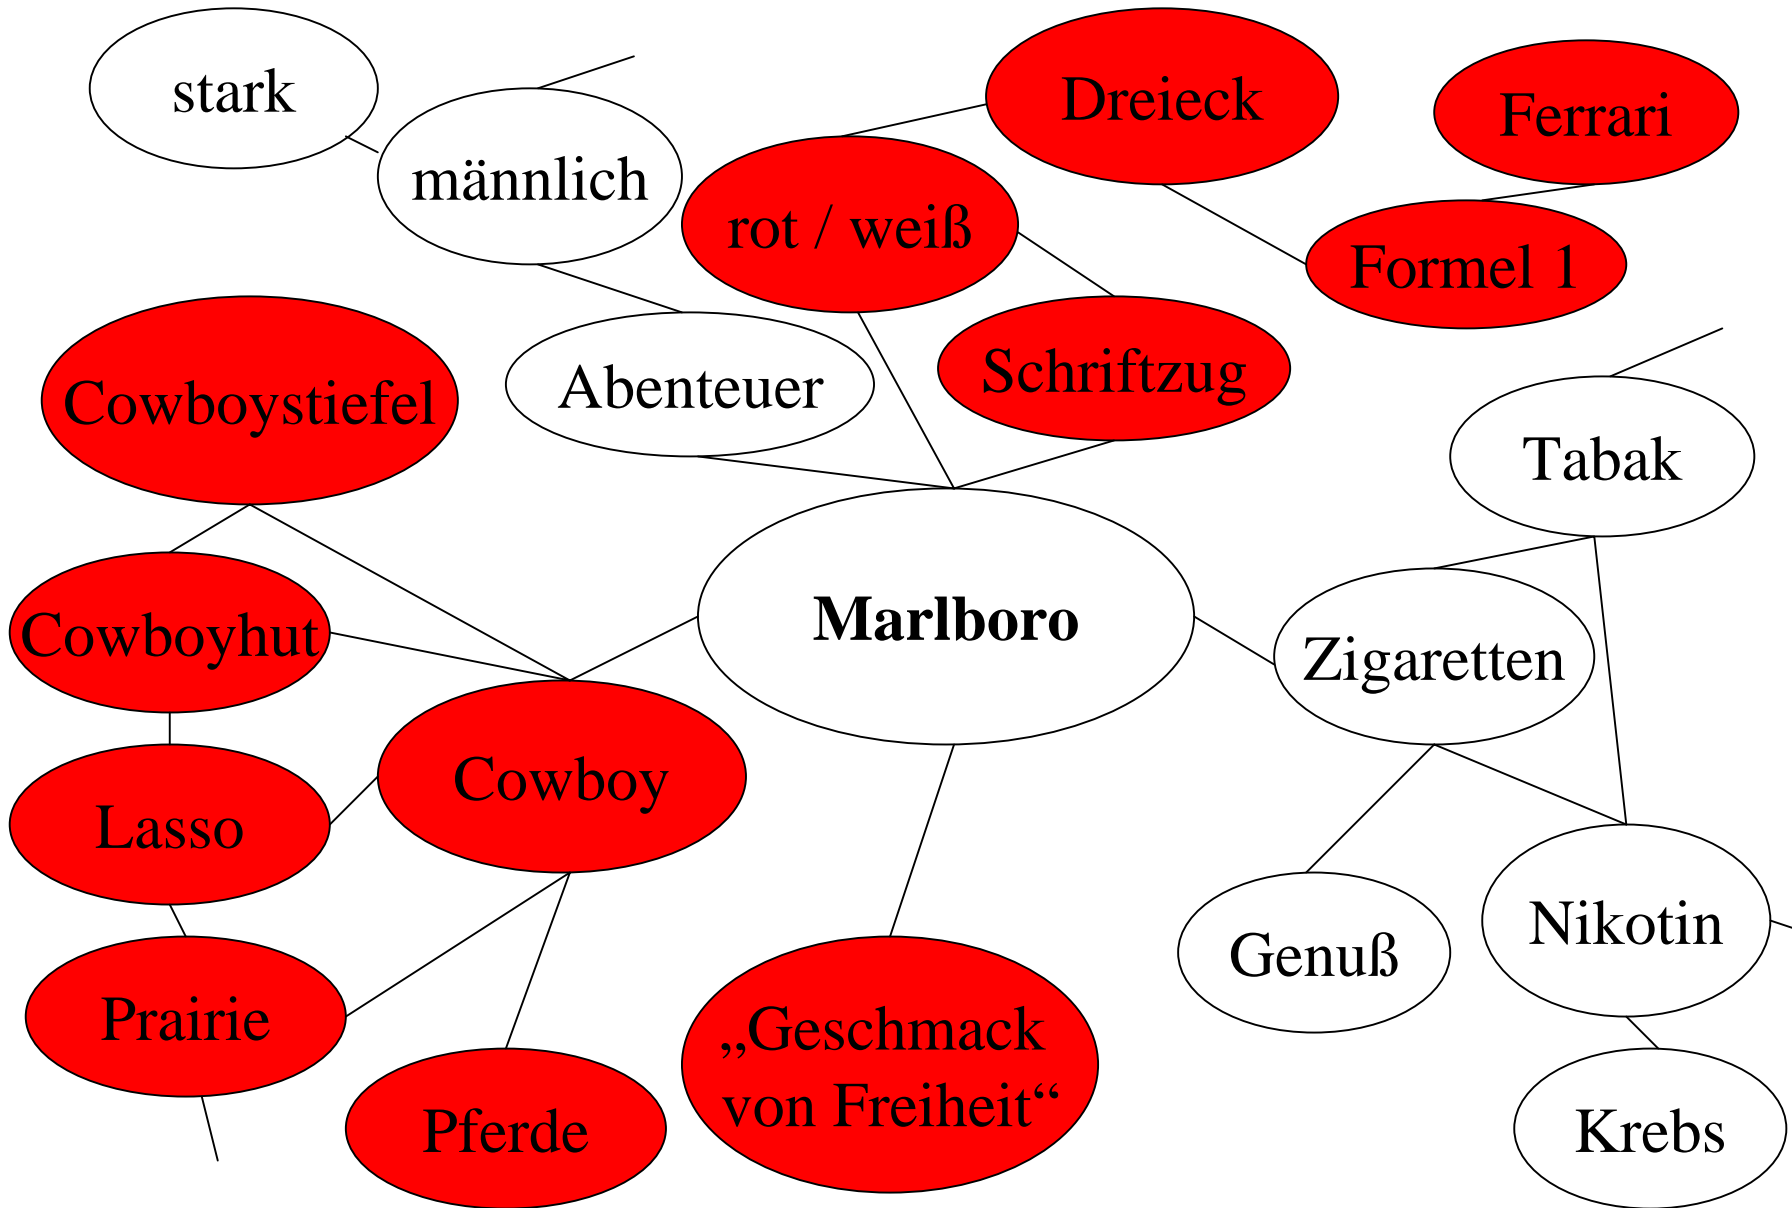 stark
männlich
Dreieck
Ferrari
rot / weiß
Formel 1
Schriftzug
Cowboystiefel
Abenteuer
Tabak
Marlboro
Cowboyhut
Zigaretten
Cowboy
Lasso
Nikotin
Genuß
Prairie
„Geschmack
von Freiheit“
Pferde
Krebs